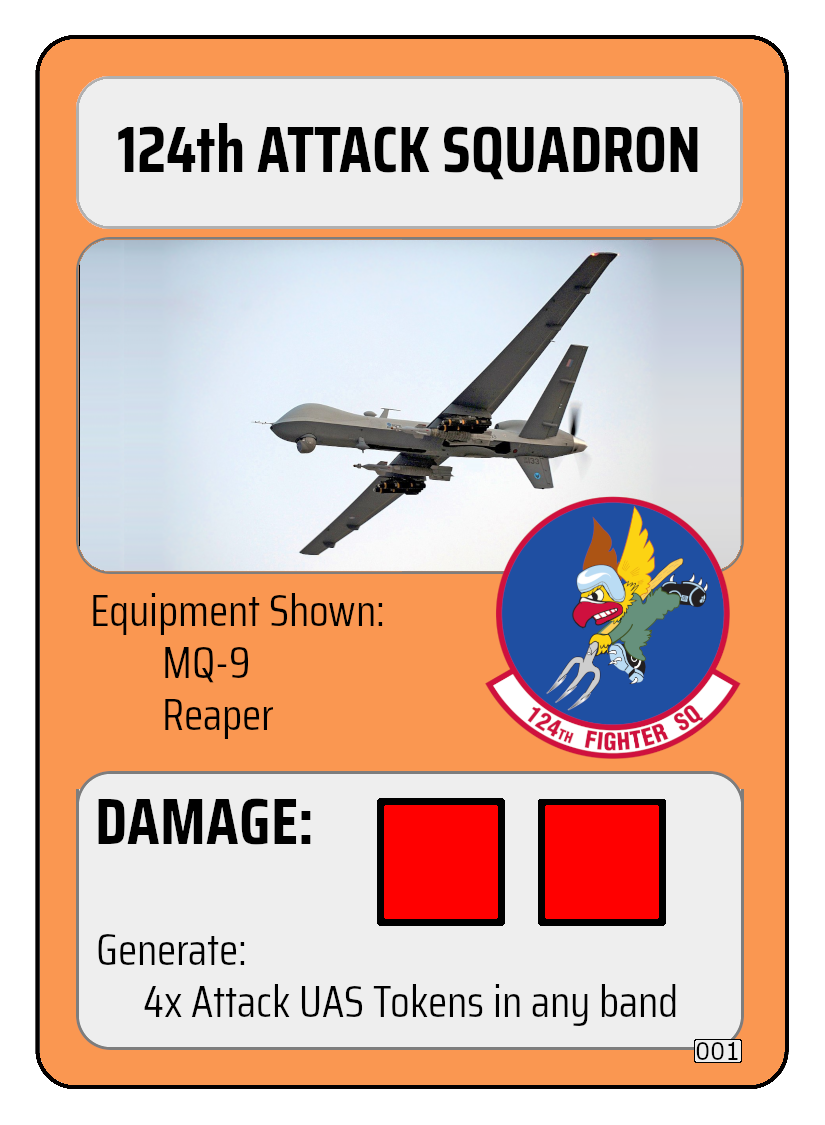 124th ATTACK SQUADRON
Equipment Shown:
MQ-9
Reaper
124TH FIGHTER SQ
DAMAGE:
Generate:
4x Attack UAS Tokens in any band
001